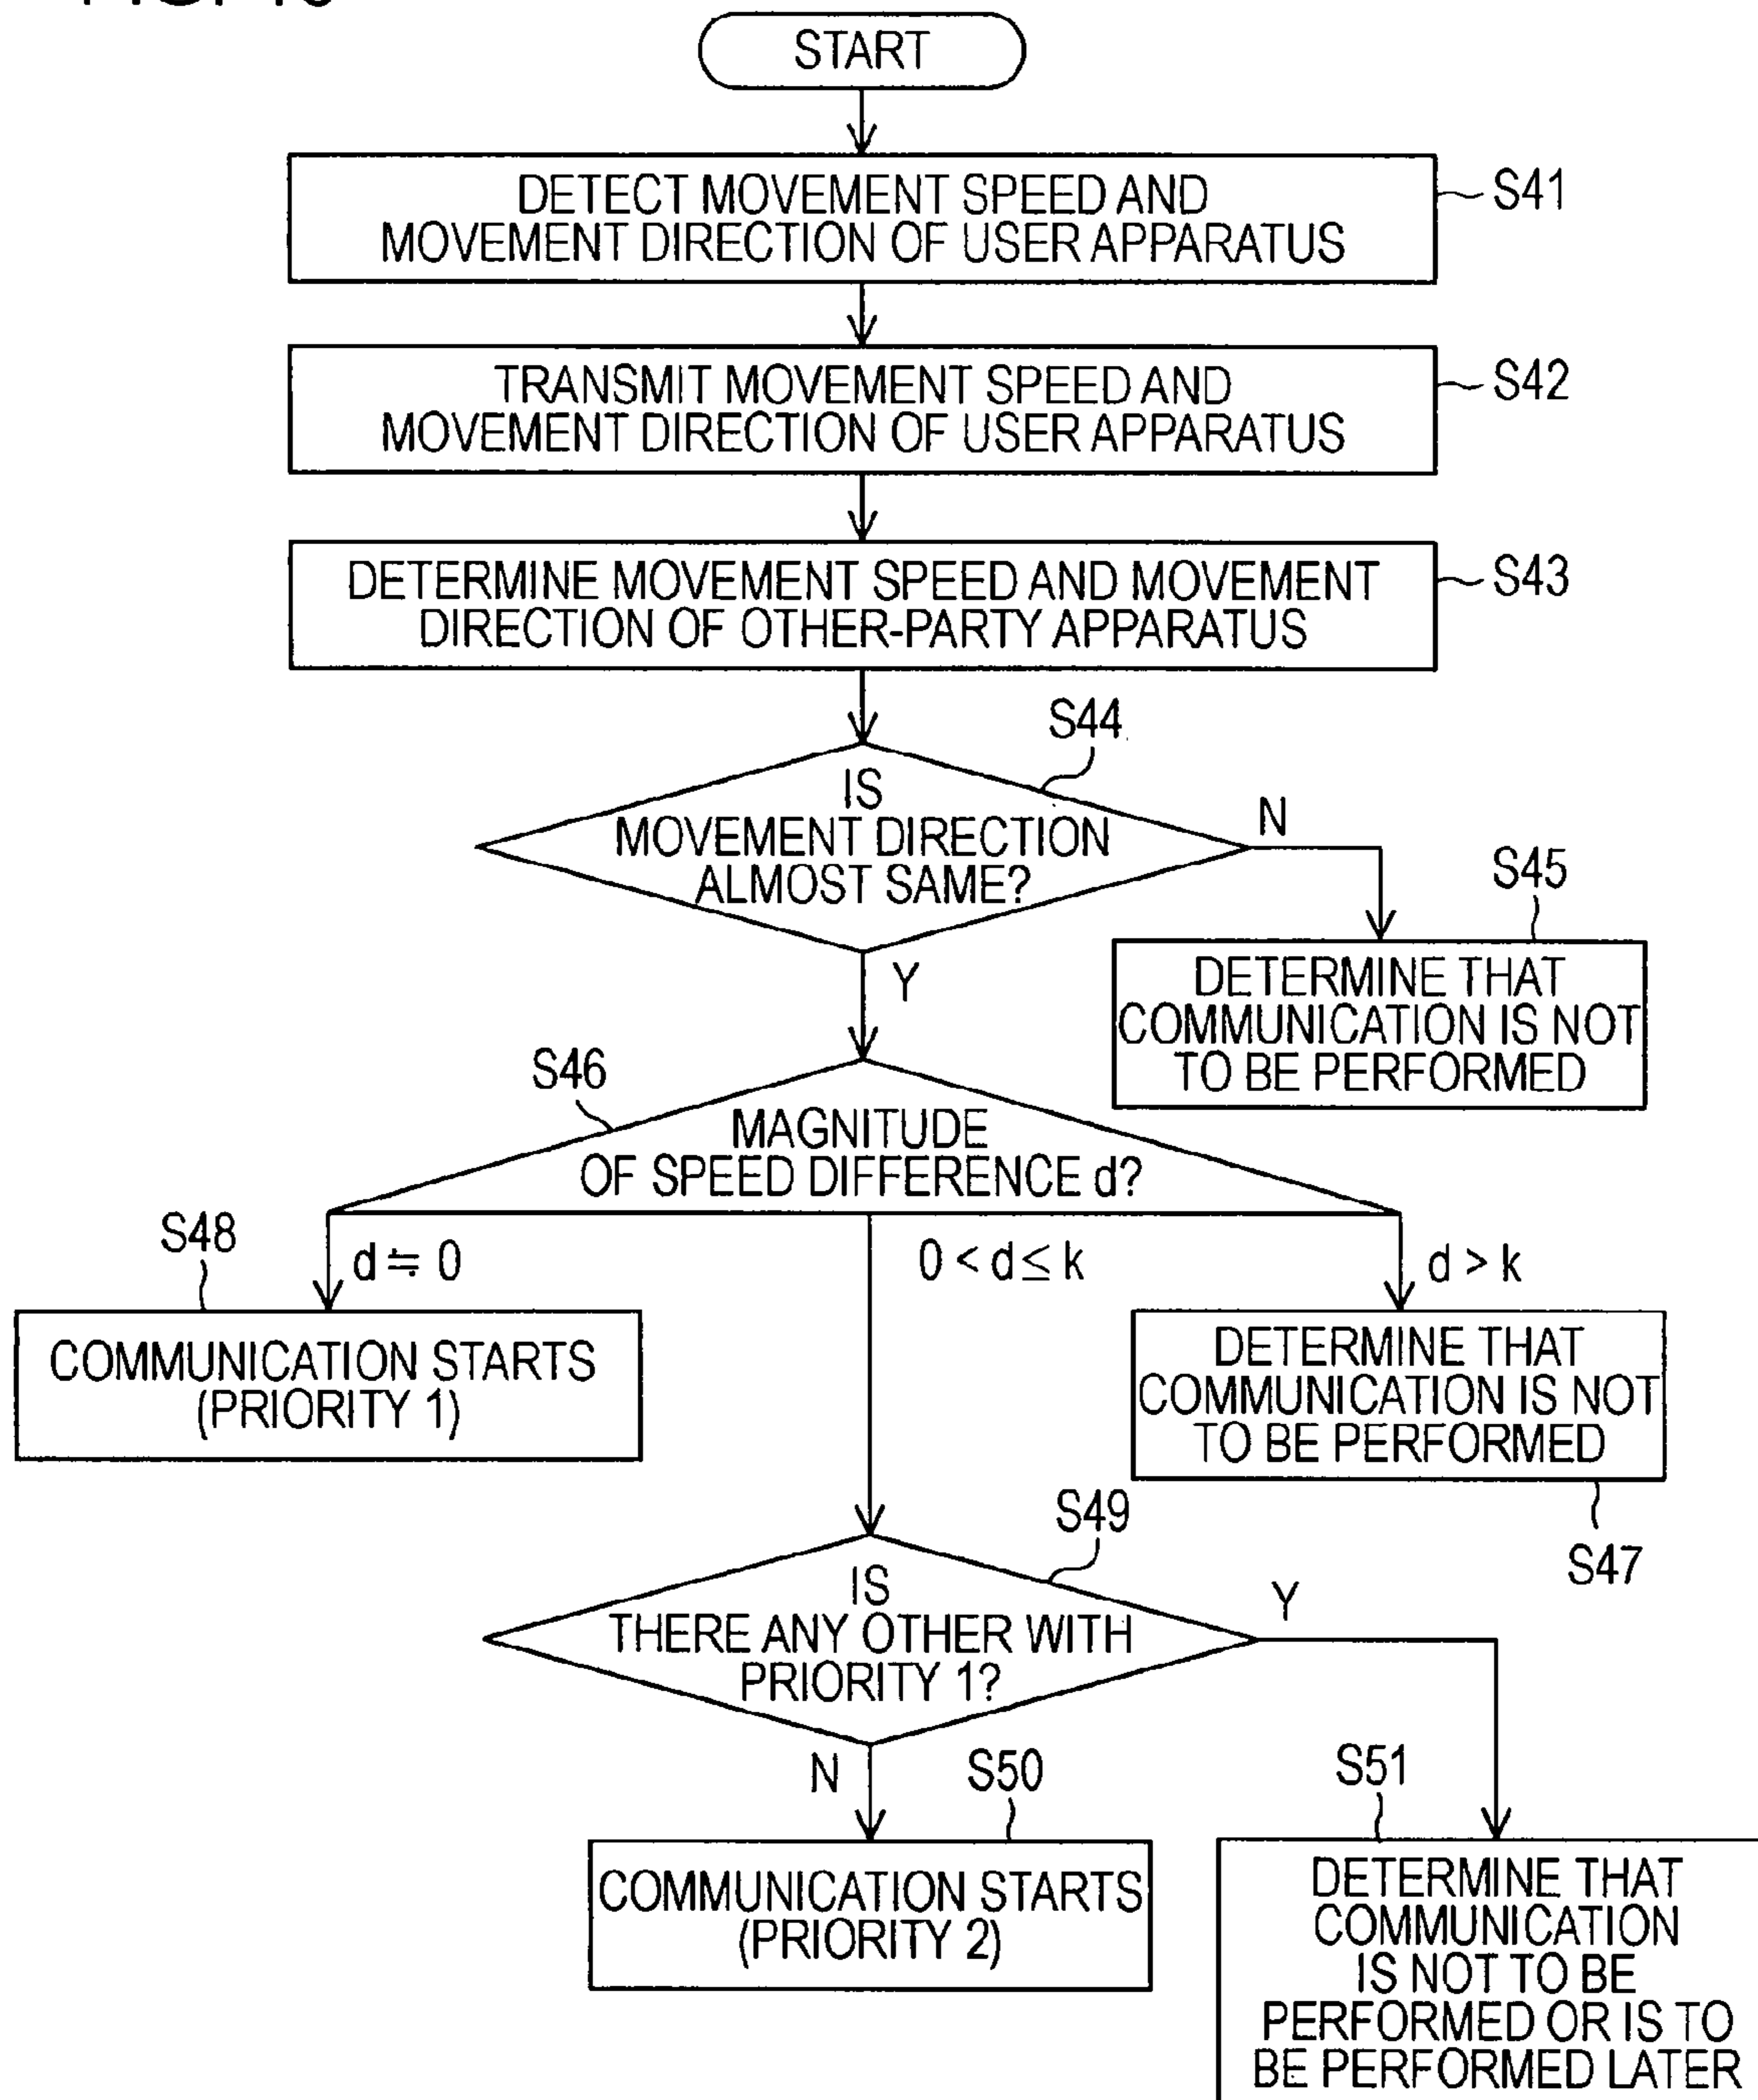 START
DETECT MOVEMENT SPEED AND
MOVEMENT DIRECTION OF USER APPARATUS
S41
TRANSMIT MOVEMENT SPEED AND
MOVEMENT DIRECTION OF USER APPARATUS
S42
DETERMINE MOVEMENT SPEED AND MOVEMENT
DIRECTION OF OTHER-PARTY APPARATUS
S43
S44
IS
MOVEMENT DIRECTION
ALMOST SAME?
N
Y
S45
DETERMINE THAT
COMMUNICATION IS NOT
TO BE PERFORMED
S46
MAGNITUDE
OF SPEED DIFFERENCE d?
S48
d ≒ 0
0 < d ≦ k
d > k
COMMUNICATION STARTS
(PRIORITY 1)
DETERMINE THAT
COMMUNICATION IS NOT
TO BE PERFORMED
S47
S49
IS
THERE ANY OTHER WITH
PRIORITY 1?
Y
N
S50
COMMUNICATION STARTS
(PRIORITY 2)
S51
DETERMINE THAT
COMMUNICATION
IS NOT TO BE
PERFORMED OR IS TO
BE PERFORMED LATER